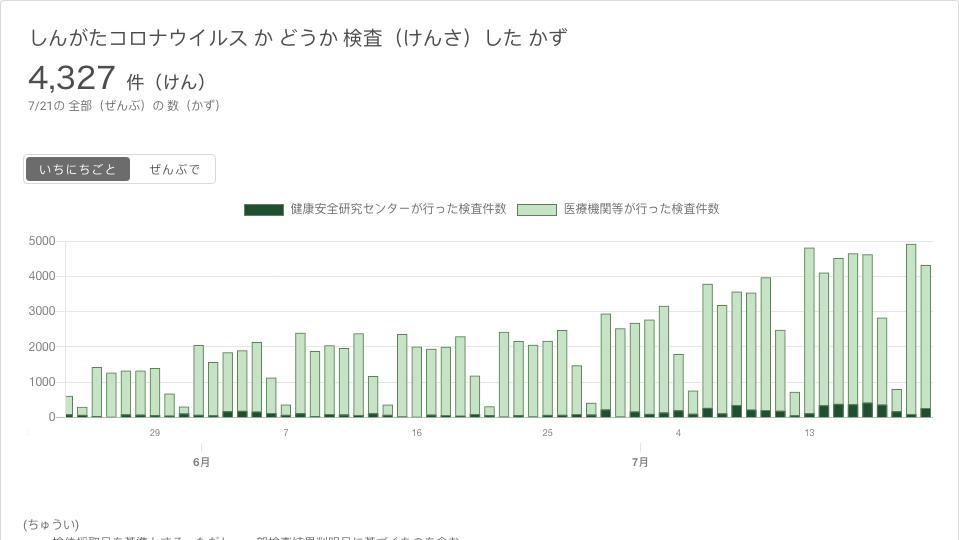 しんがたコロナウイルス か どうか 検査（けんさ）した かず
4,327 件（けん）
7/21の 全部（ぜんぶ）の 数（かず）
いちにちごと ぜんぶで
健康安全研究センターが行った検査件数 医療機関等が行った検査件数
5000
4000
3000
2000
1000
0
29 7 16 25 4 13
6月 7月
(ちゅうい)